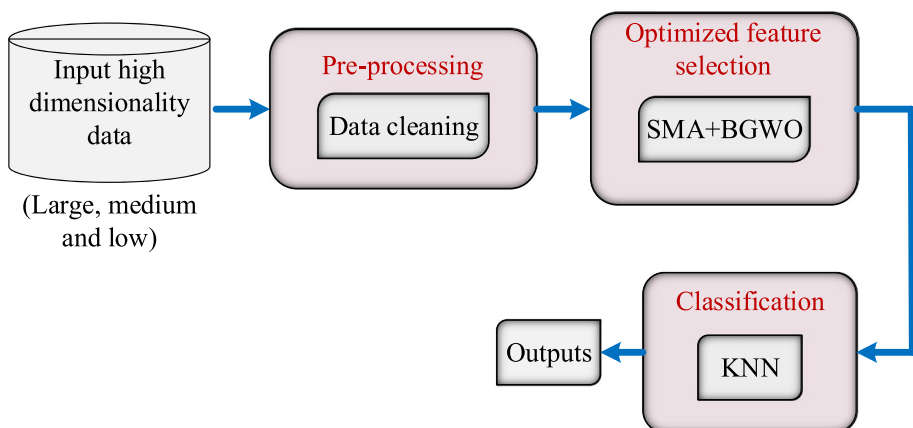 Input high
dimensionality
data
(Large, medium
and low)
Pre-processing
Data cleaning
Optimized feature
selection
SMA+BGWO
Classification
KNN
Outputs